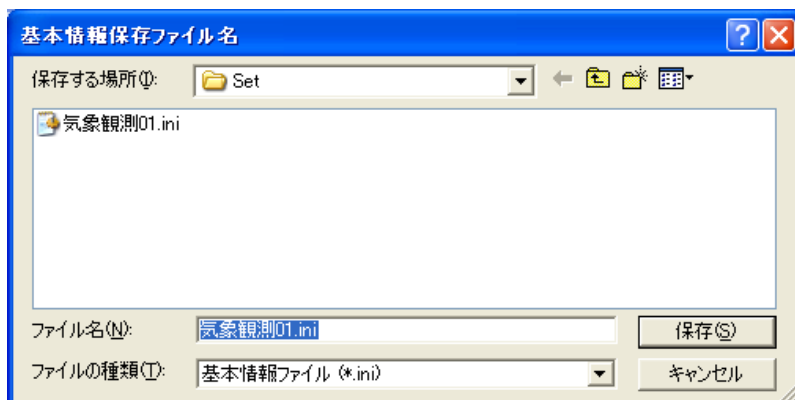 基本情報保存ファイル名
保存する場所(I): Set
気象観測01.ini
ファイル名(N): 気象観測01.ini 保存(S)
ファイルの種類(T): 基本情報ファイル (*.ini) キャンセル